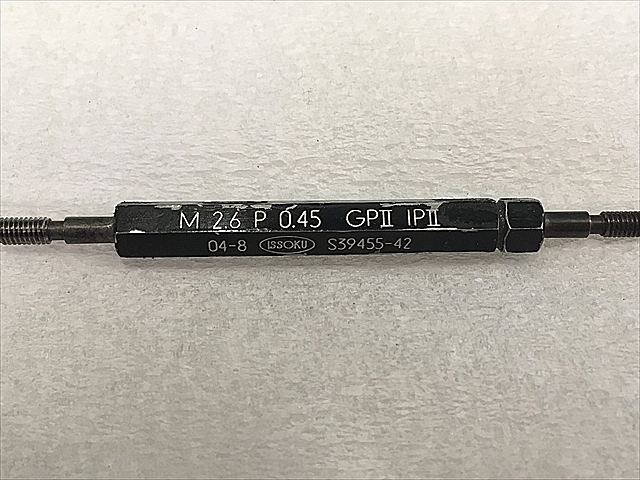 M 2.6 P 0.45 GPII IPII
04-8 ISSOKU S39455-42